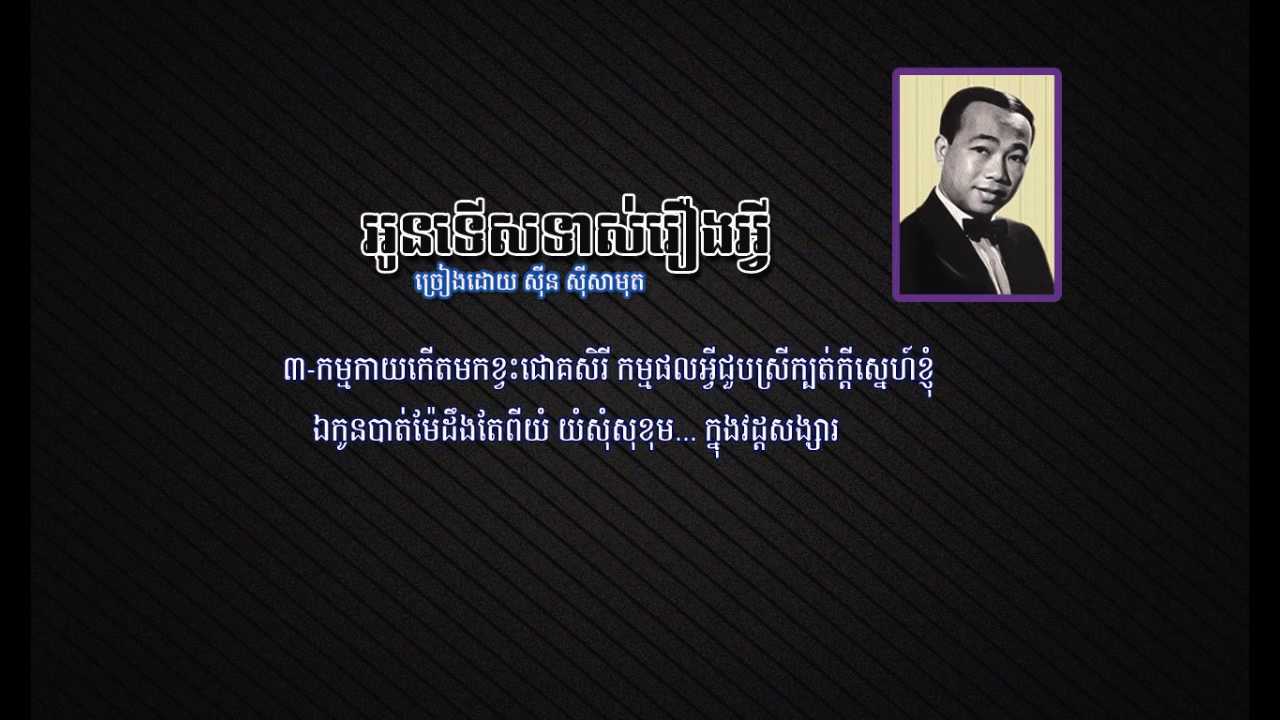 អូនទើសទាស់រឿងអ្វី
ច្រៀងដោយ ស៊ីន ស៊ីសាមុត
៣-កម្មកាយកើតមកខ្វះជោគសិរី កម្មផលអ្វីជួបស្រីក្បត់ក្ដីស្នេហ៍ខ្ញុំ
ឯកូនបាត់ម៉ែដឹងតែពីយំ យំសុំសុខុម... ក្នុងវដ្ដសង្សារ